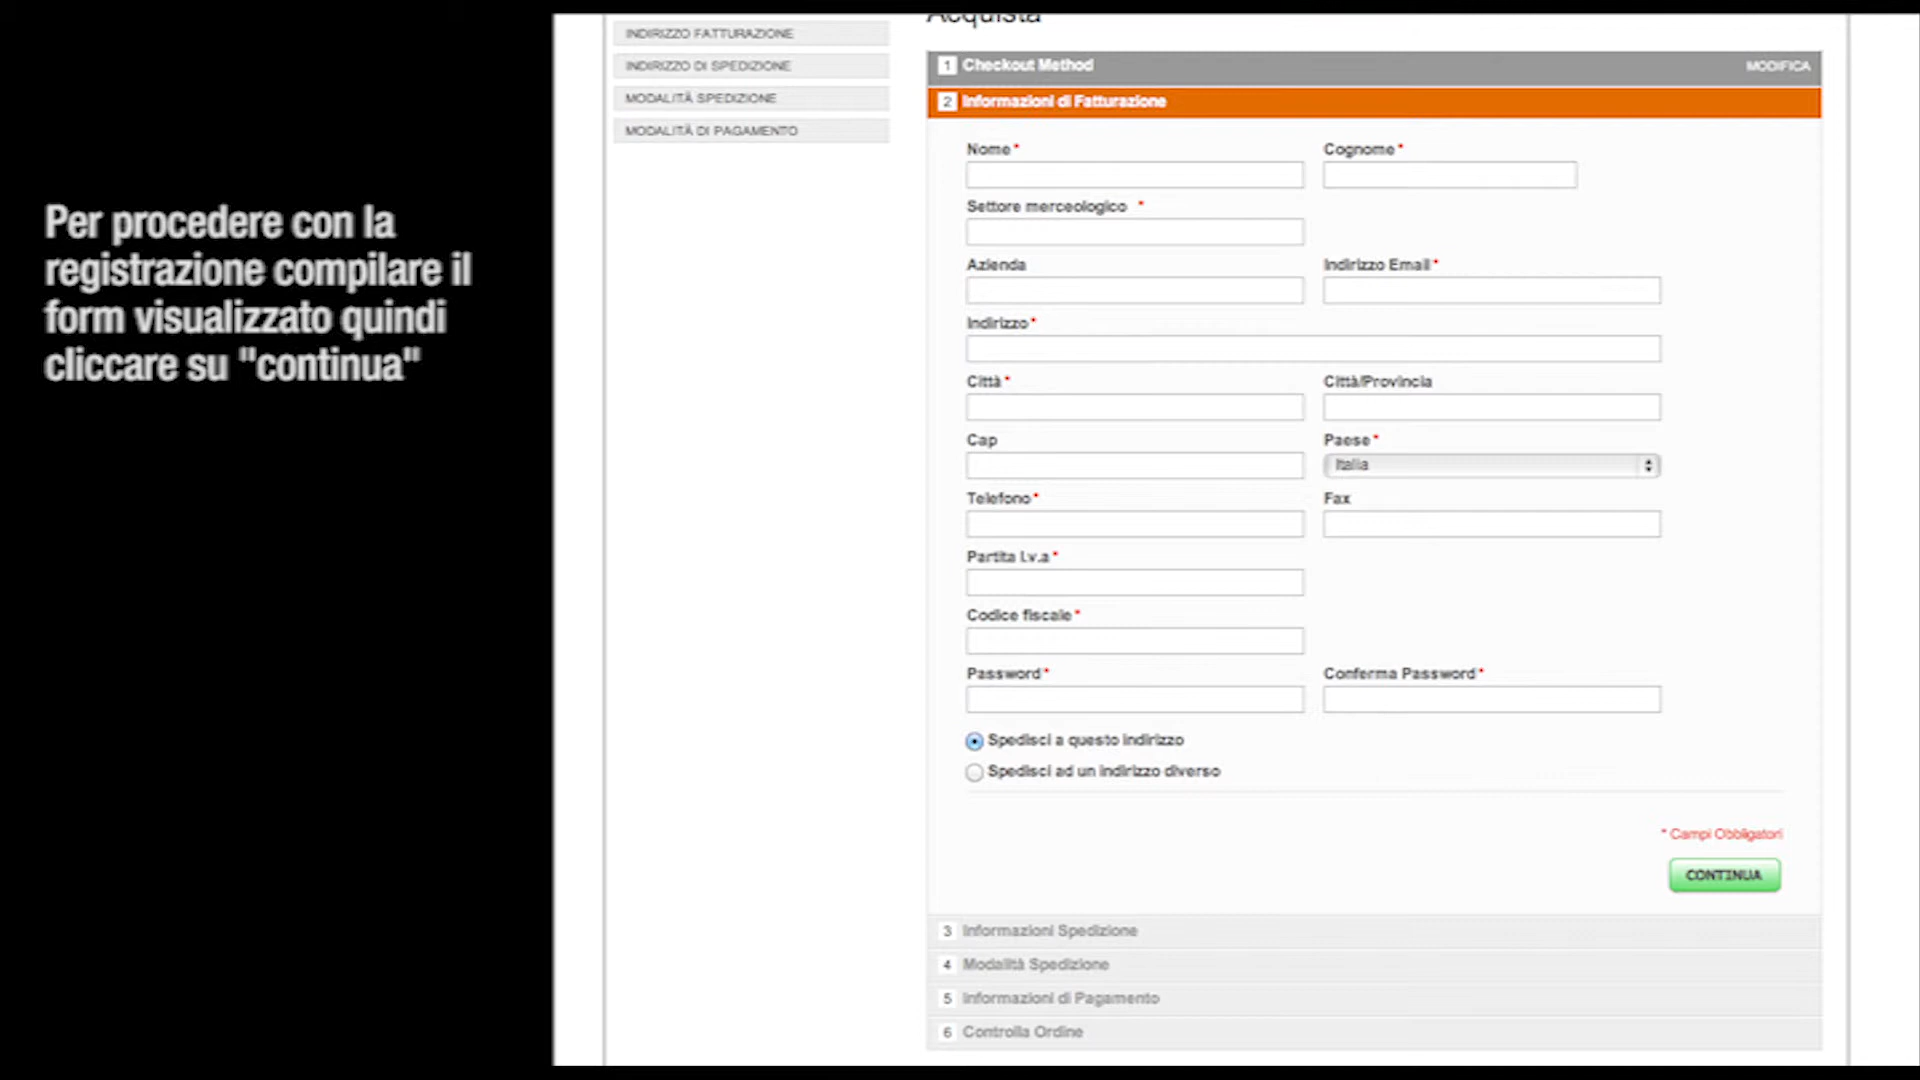 Per procedere con la
registrazione compilare il
form visualizzato quindi
cliccare su "continua"
INDIRIZZO FATTURAZIONE
INDIRIZZO DI SPEDIZIONE
MODALITÀ SPEDIZIONE
MODALITÀ DI PAGAMENTO
Acquista
1 Checkout Method MODIFICA
2 Informazioni di Fatturazione
Nome* Cognome*
Settore merceologico *
Azienda Indirizzo Email*
Indirizzo*
Città* Città/Provincia
Cap Paese*
Italia
Telefono* Fax
Partita I.v.a*
Codice fiscale*
Password* Conferma Password*
Spedisci a questo indirizzo
Spedisci ad un indirizzo diverso
* Campi Obbligatori
CONTINUA
3 Informazioni Spedizione
4 Modalità Spedizione
5 Informazioni di Pagamento
6 Controlla Ordine